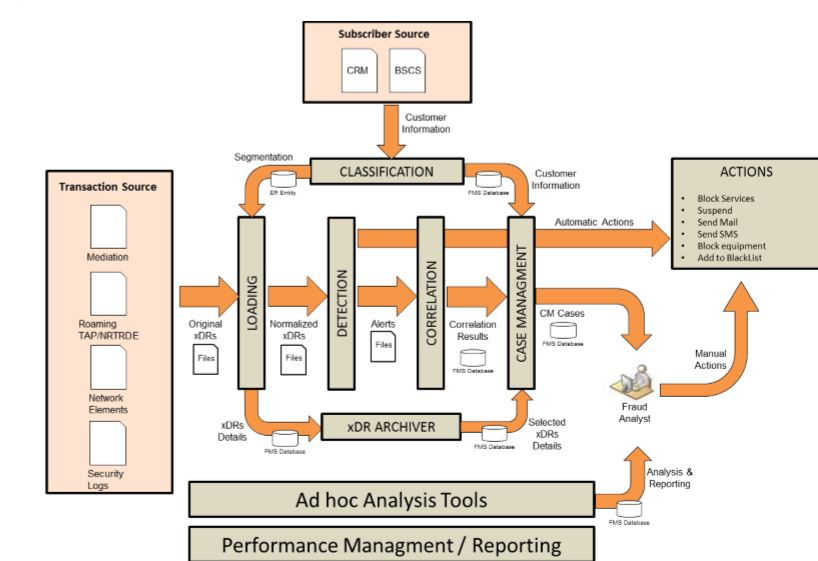 Subscriber Source
CRM
BSCS
Customer
Information
Segmentation
ER Entity
CLASSIFICATION
FMS Database
Customer
Information
Transaction Source
Mediation
Roaming
TAP/NRTRDE
Network
Elements
Security
Logs
Original
xDRs
Files
LOADING
Normalized
xDRs
Files
DETECTION
Alerts
Files
CORRELATION
Correlation
Results
FMS Database
CASE MANAGMENT
Automatic Actions
ACTIONS
• Block Services
• Suspend
• Send Mail
• Send SMS
• Block equipment
• Add to BlackList
CM Cases
FMS Database
Fraud
Analyst
Manual
Actions
xDRs
Details
FMS Database
xDR ARCHIVER
FMS Database
Selected
xDRs
Details
Analysis &
Reporting
FMS Database
Ad hoc Analysis Tools
Performance Managment / Reporting